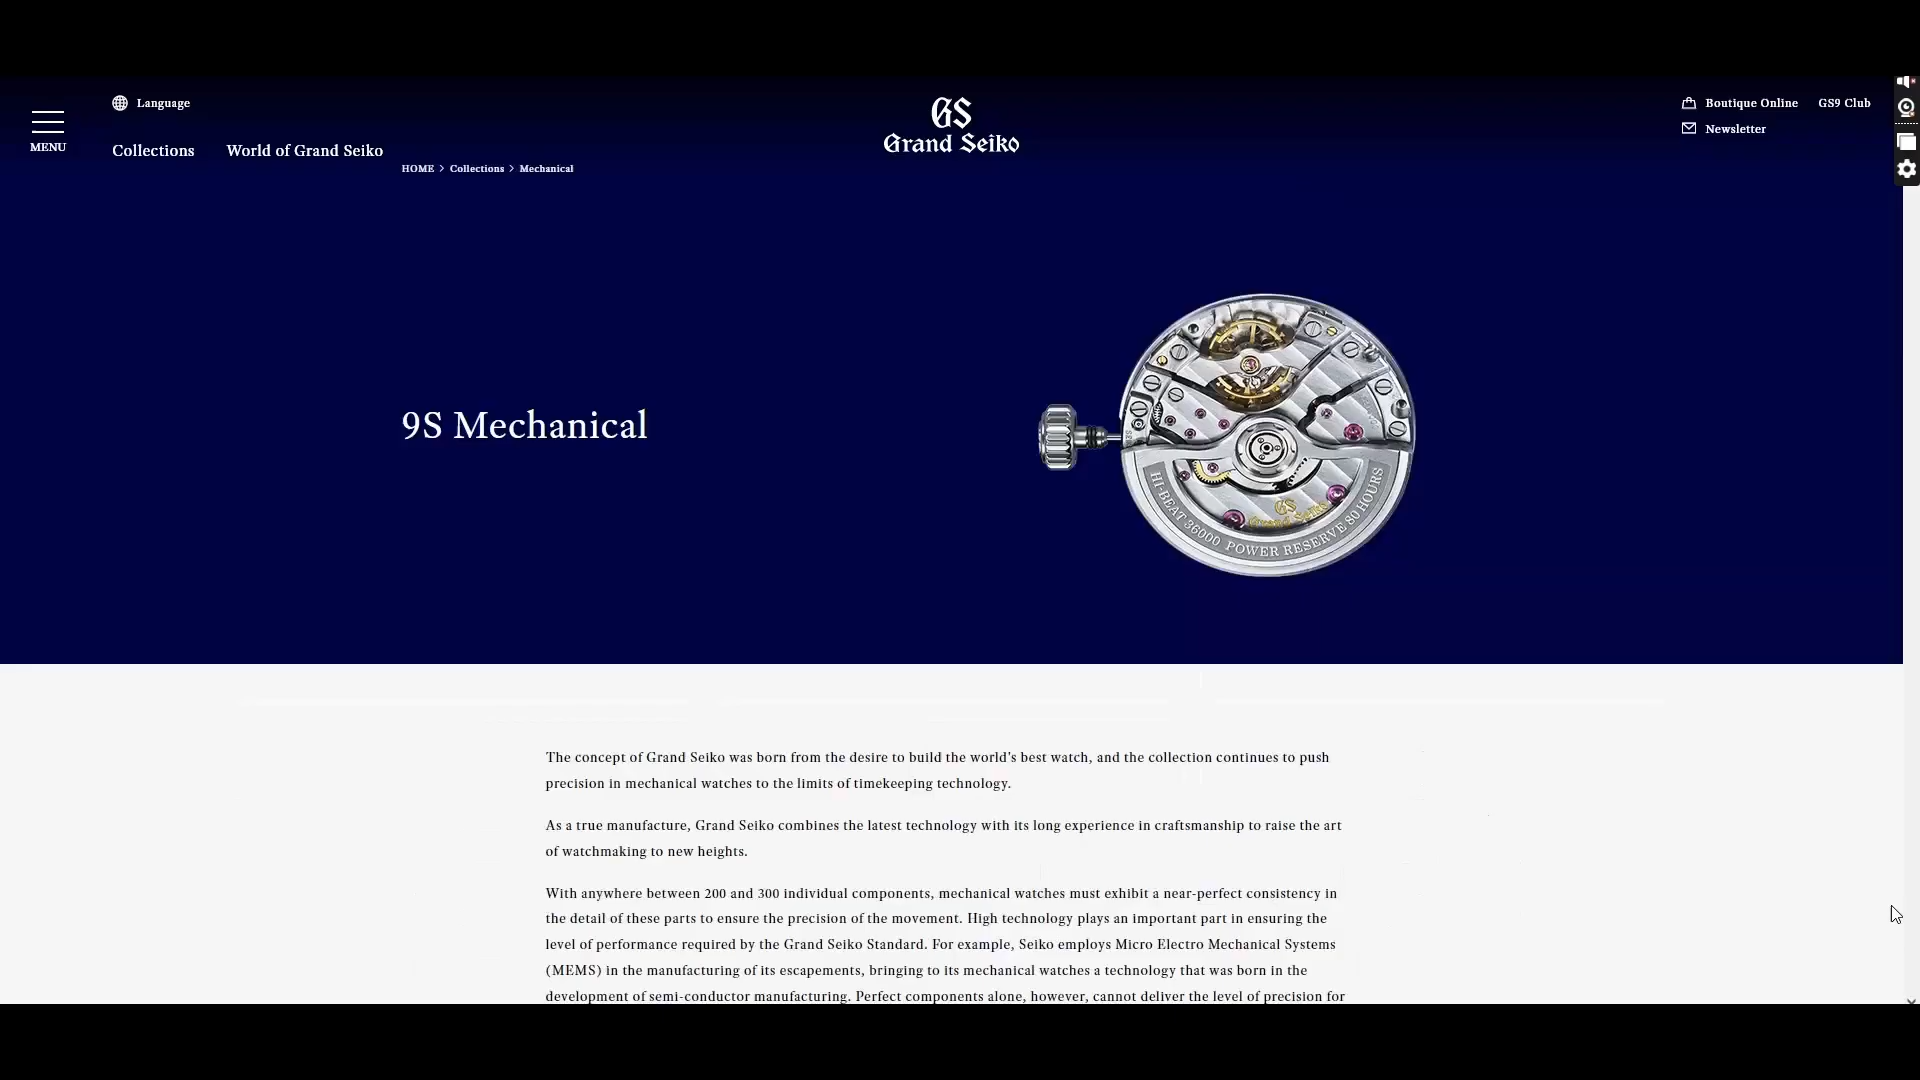 Language
MENU
Collections
World of Grand Seiko
GS
Grand Seiko
Boutique Online
GS9 Club
Newsletter
HOME > Collections > Mechanical
9S Mechanical
GS
Grand Seiko
HI-BEAT 36000 POWER RESERVE 80 HOURS
The concept of Grand Seiko was born from the desire to build the world’s best watch, and the collection continues to push
precision in mechanical watches to the limits of timekeeping technology.
As a true manufacture, Grand Seiko combines the latest technology with its long experience in craftsmanship to raise the art
of watchmaking to new heights.
With anywhere between 200 and 300 individual components, mechanical watches must exhibit a near-perfect consistency in
the detail of these parts to ensure the precision of the movement. High technology plays an important part in ensuring the
level of performance required by the Grand Seiko Standard. For example, Seiko employs Micro Electro Mechanical Systems
(MEMS) in the manufacturing of its escapements, bringing to its mechanical watches a technology that was born in the
development of semi-conductor manufacturing. Perfect components alone, however, cannot deliver the level of precision for